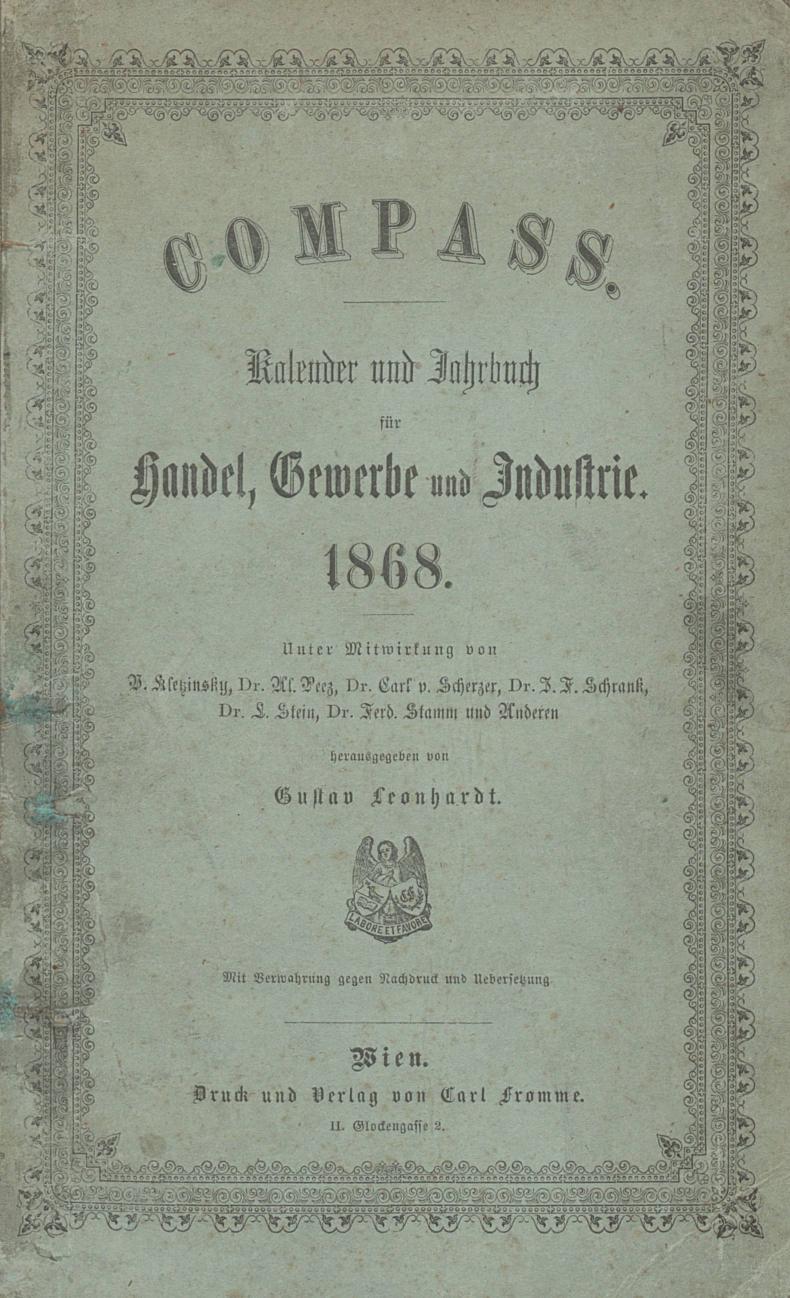 COMPASS.
Kalender und Jahrbuch
für
Handel, Gewerbe und Industrie.
1868.
Unter Mitwirkung von
V. Kletzinsky, Dr. Al. Peez, Dr. Carl v. Scherzer, Dr. J. F. Schrank,
Dr. L. Stein, Dr. Ferd. Stamm und Anderen
herausgegeben von
Gustav Leonhardt.
CF
LABORE ET FAVORE
Mit Verwahrung gegen Nachdruck und Uebersetzung
Wien.
Druck und Verlag von Carl Fromme.
II. Glockengasse 2.